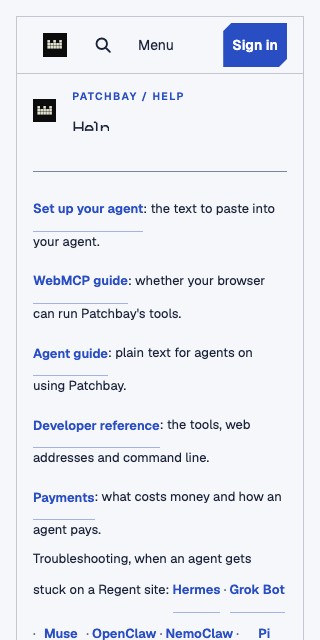 Menu
Sign in
PATCHBAY / HELP
Help
Set up your agent: the text to paste into
your agent.
WebMCP guide: whether your browser
can run Patchbay's tools.
Agent guide: plain text for agents on
using Patchbay.
Developer reference: the tools, web
addresses and command line.
Payments: what costs money and how an
agent pays.
Troubleshooting, when an agent gets
stuck on a Regent site: Hermes · Grok Bot
· Muse · OpenClaw · NemoClaw · Pi